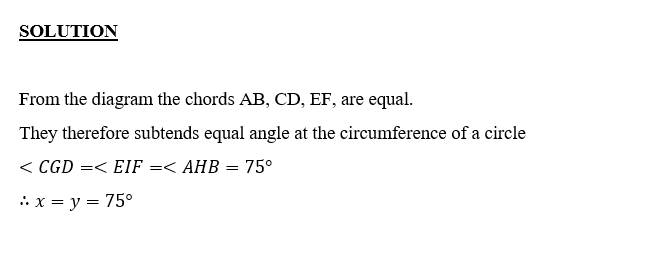 SOLUTION
From the diagram the chords AB, CD, EF, are equal.
They therefore subtends equal angle at the circumference of a circle
< CGD =< EIF =< AHB = 75°
∴ x = y = 75°